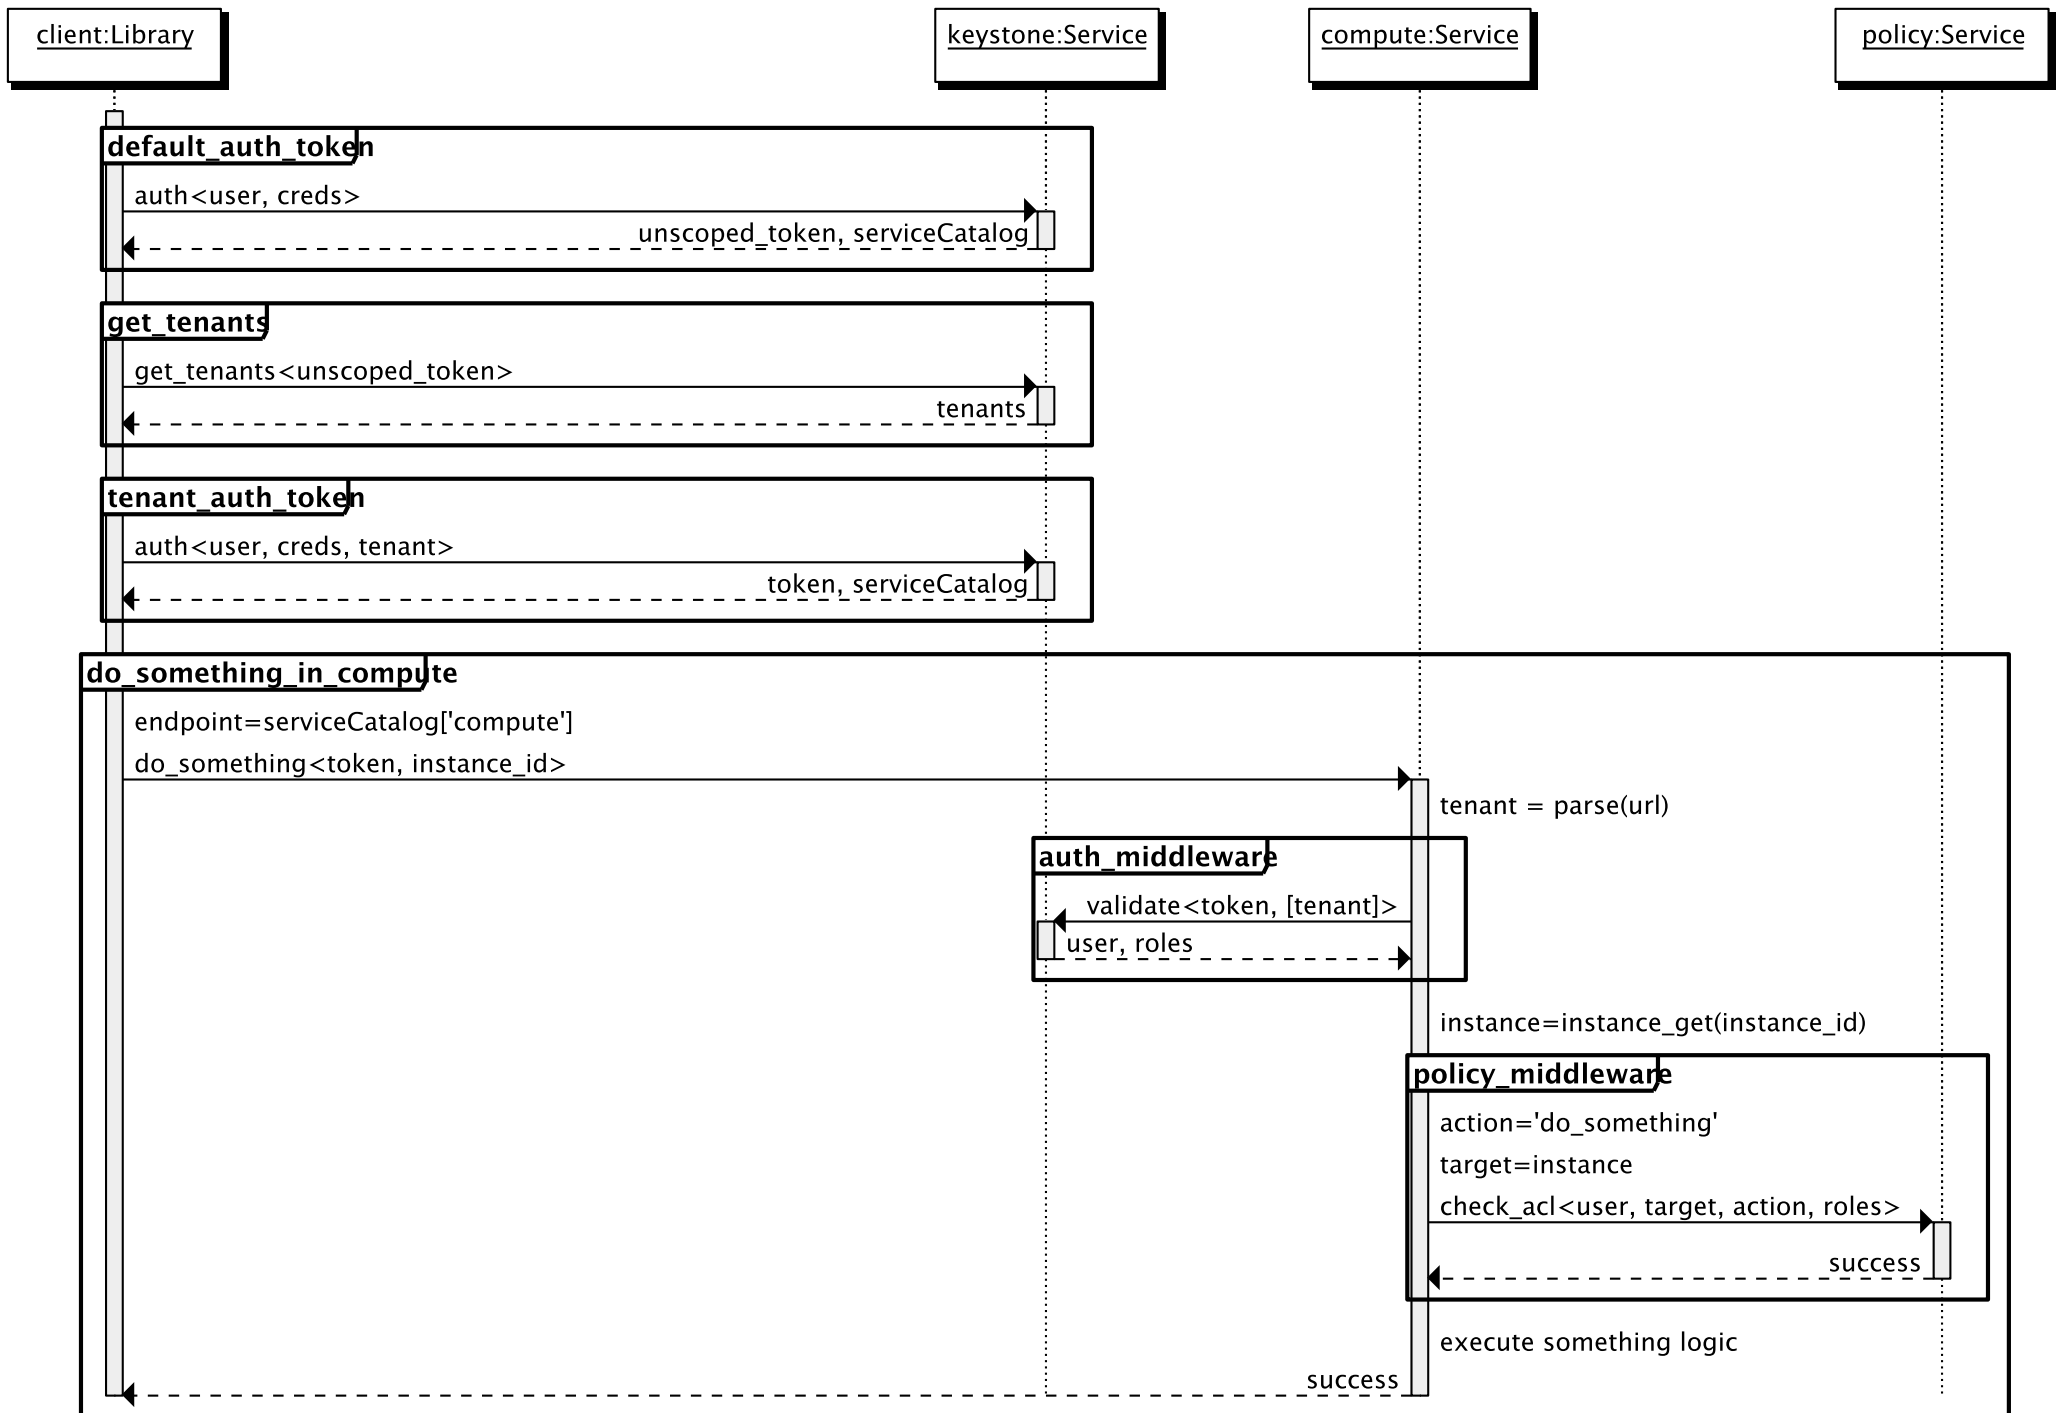 client:Library
keystone:Service
compute:Service
policy:Service
default_auth_token
auth<user, creds>
unscoped_token, serviceCatalog
get_tenants
get_tenants<unscoped_token>
tenants
tenant_auth_token
auth<user, creds, tenant>
token, serviceCatalog
do_something_in_compute
endpoint=serviceCatalog['compute']
do_something<token, instance_id>
tenant = parse(url)
auth_middleware
validate<token, [tenant]>
user, roles
instance=instance_get(instance_id)
policy_middleware
action='do_something'
target=instance
check_acl<user, target, action, roles>
success
execute something logic
success